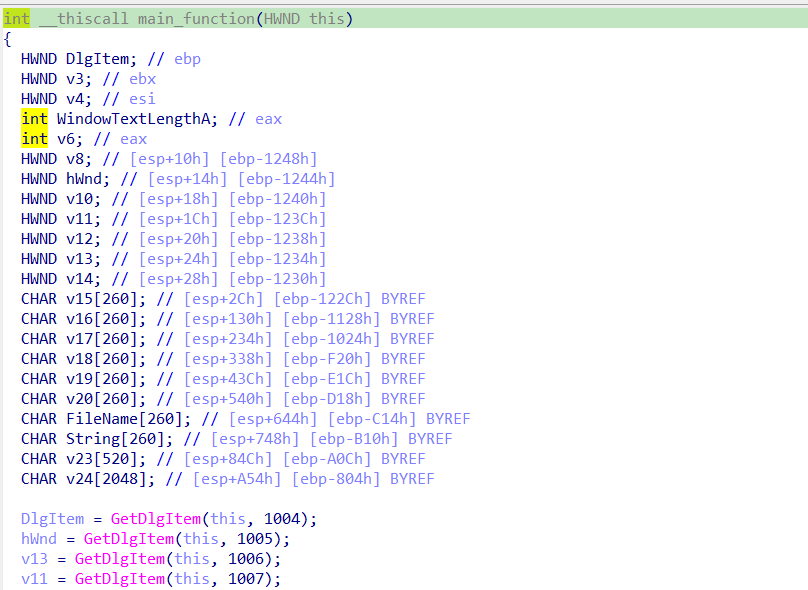 int __thiscall main_function(HWND this)
{
HWND DlgItem; // ebp
HWND v3; // ebx
HWND v4; // esi
int WindowTextLengthA; // eax
int v6; // eax
HWND v8; // [esp+10h] [ebp-1248h]
HWND hWnd; // [esp+14h] [ebp-1244h]
HWND v10; // [esp+18h] [ebp-1240h]
HWND v11; // [esp+1Ch] [ebp-123Ch]
HWND v12; // [esp+20h] [ebp-1238h]
HWND v13; // [esp+24h] [ebp-1234h]
HWND v14; // [esp+28h] [ebp-1230h]
CHAR v15[260]; // [esp+2Ch] [ebp-122Ch] BYREF
CHAR v16[260]; // [esp+130h] [ebp-1128h] BYREF
CHAR v17[260]; // [esp+234h] [ebp-1024h] BYREF
CHAR v18[260]; // [esp+338h] [ebp-F20h] BYREF
CHAR v19[260]; // [esp+43Ch] [ebp-E1Ch] BYREF
CHAR v20[260]; // [esp+540h] [ebp-D18h] BYREF
CHAR FileName[260]; // [esp+644h] [ebp-C14h] BYREF
CHAR String[260]; // [esp+748h] [ebp-B10h] BYREF
CHAR v23[520]; // [esp+84Ch] [ebp-A0Ch] BYREF
CHAR v24[2048]; // [esp+A54h] [ebp-804h] BYREF
DlgItem = GetDlgItem(this, 1004);
hWnd = GetDlgItem(this, 1005);
v13 = GetDlgItem(this, 1006);
v11 = GetDlgItem(this, 1007);